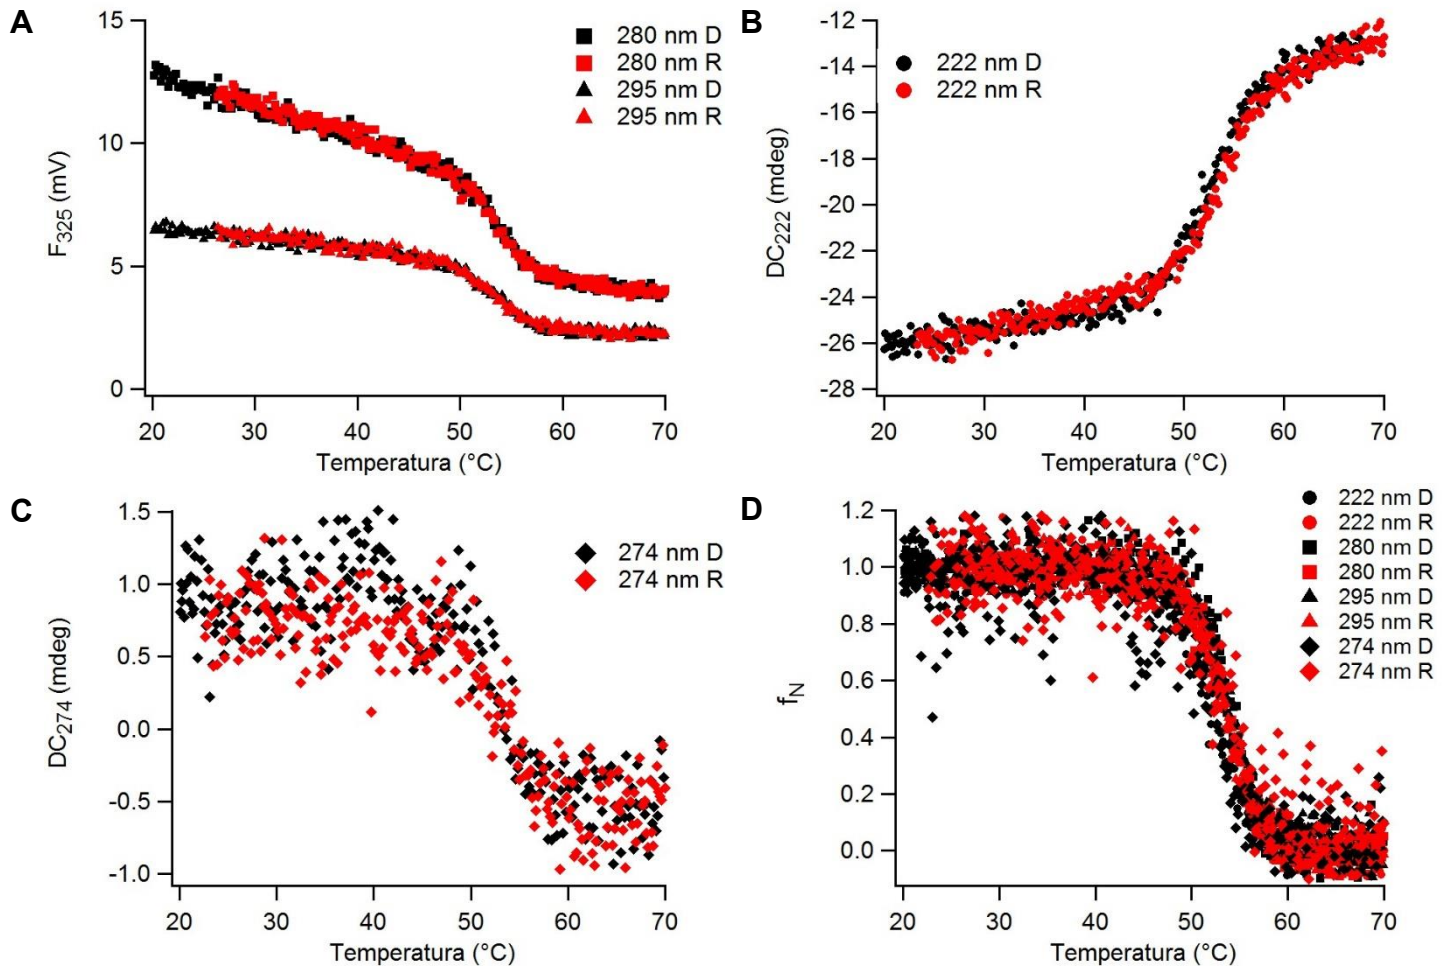 A
15
10
5
0
F325 (mV)
280 nm D
280 nm R
295 nm D
295 nm R
20 30 40 50 60 70
Temperatura (°C)
B
-12
-14
-16
-18
-20
-22
-24
-26
-28
DC222 (mdeg)
222 nm D
222 nm R
20 30 40 50 60 70
Temperatura (°C)
C
1.5
1.0
0.5
0.0
-0.5
-1.0
DC274 (mdeg)
274 nm D
274 nm R
20 30 40 50 60 70
Temperatura (°C)
D
1.2
1.0
0.8
0.6
0.4
0.2
0.0
fN
222 nm D
222 nm R
280 nm D
280 nm R
295 nm D
295 nm R
274 nm D
274 nm R
20 30 40 50 60 70
Temperatura (°C)